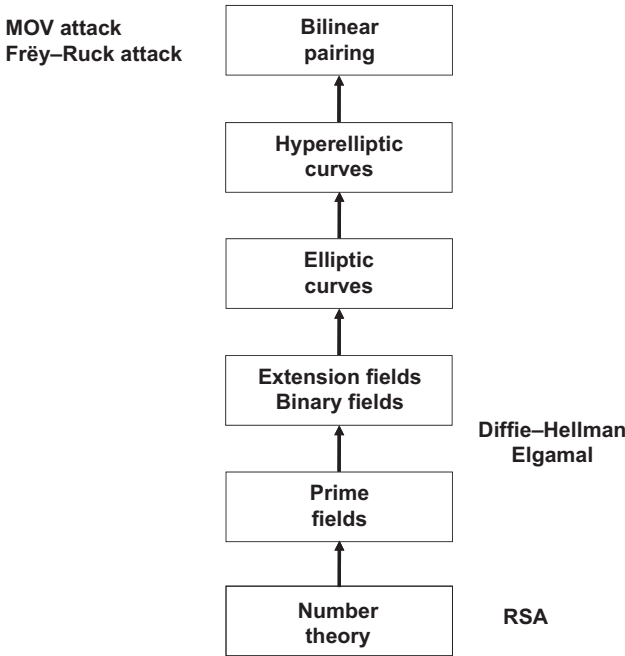 MOV attack
Frëy–Ruck attack
Bilinear
pairing
Hyperelliptic
curves
Elliptic
curves
Extension fields
Binary fields
Diffie–Hellman
Elgamal
Prime
fields
Number
theory
RSA